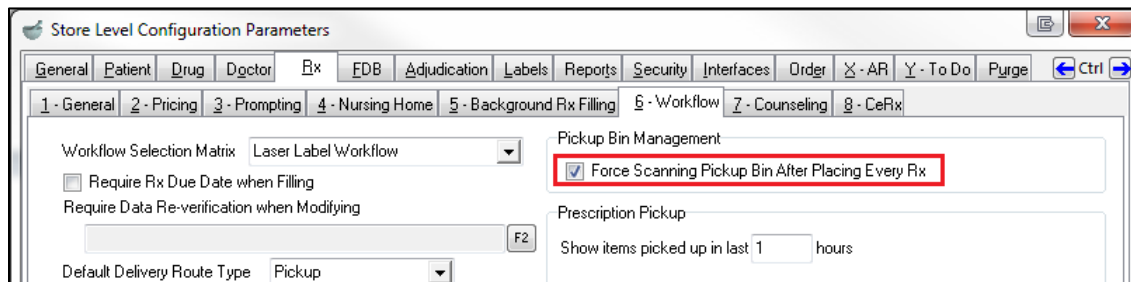 Store Level Configuration Parameters
General Patient Drug Doctor Rx FDB Adjudication Labels Reports Security Interfaces Order X - AR Y - To Do Purge Ctrl
1 - General 2 - Pricing 3 - Prompting 4 - Nursing Home 5 - Background Rx Filling 6 - Workflow 7 - Counseling 8 - CeRx
Workflow Selection Matrix Laser Label Workflow
Require Rx Due Date when Filling
Require Data Re-verification when Modifying
F2
Default Delivery Route Type Pickup
Pickup Bin Management
Force Scanning Pickup Bin After Placing Every Rx
Prescription Pickup
Show items picked up in last 1 hours